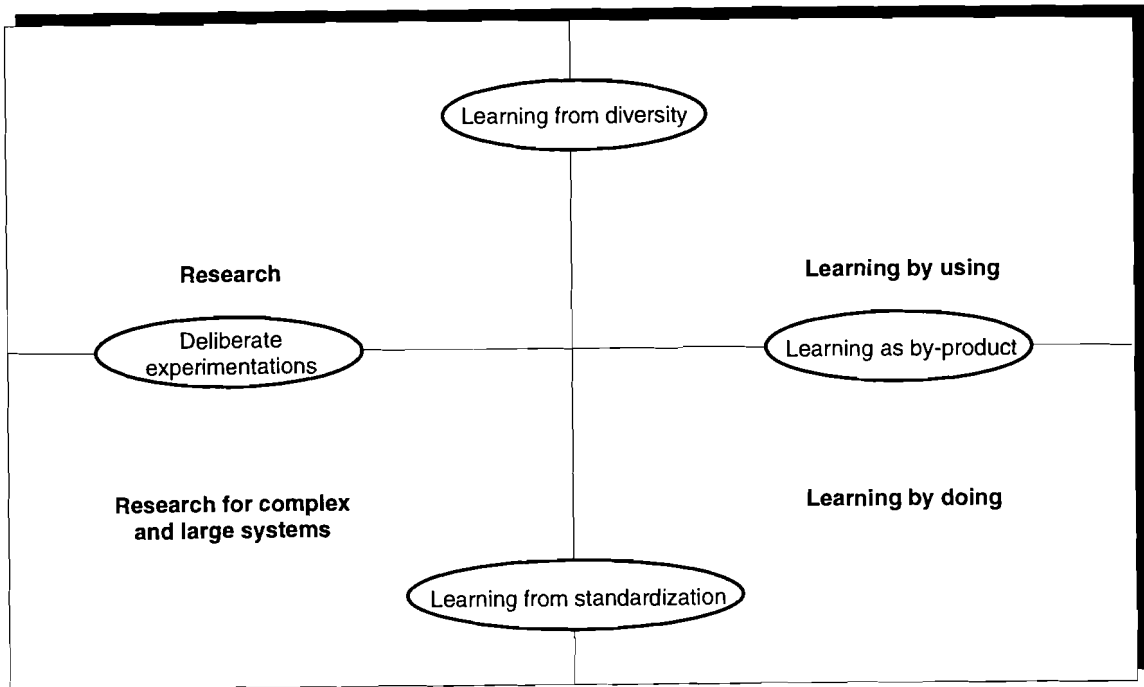 Learning from diversity
Research
Learning by using
Deliberate
experimentations
Learning as by-product
Research for complex
and large systems
Learning by doing
Learning from standardization